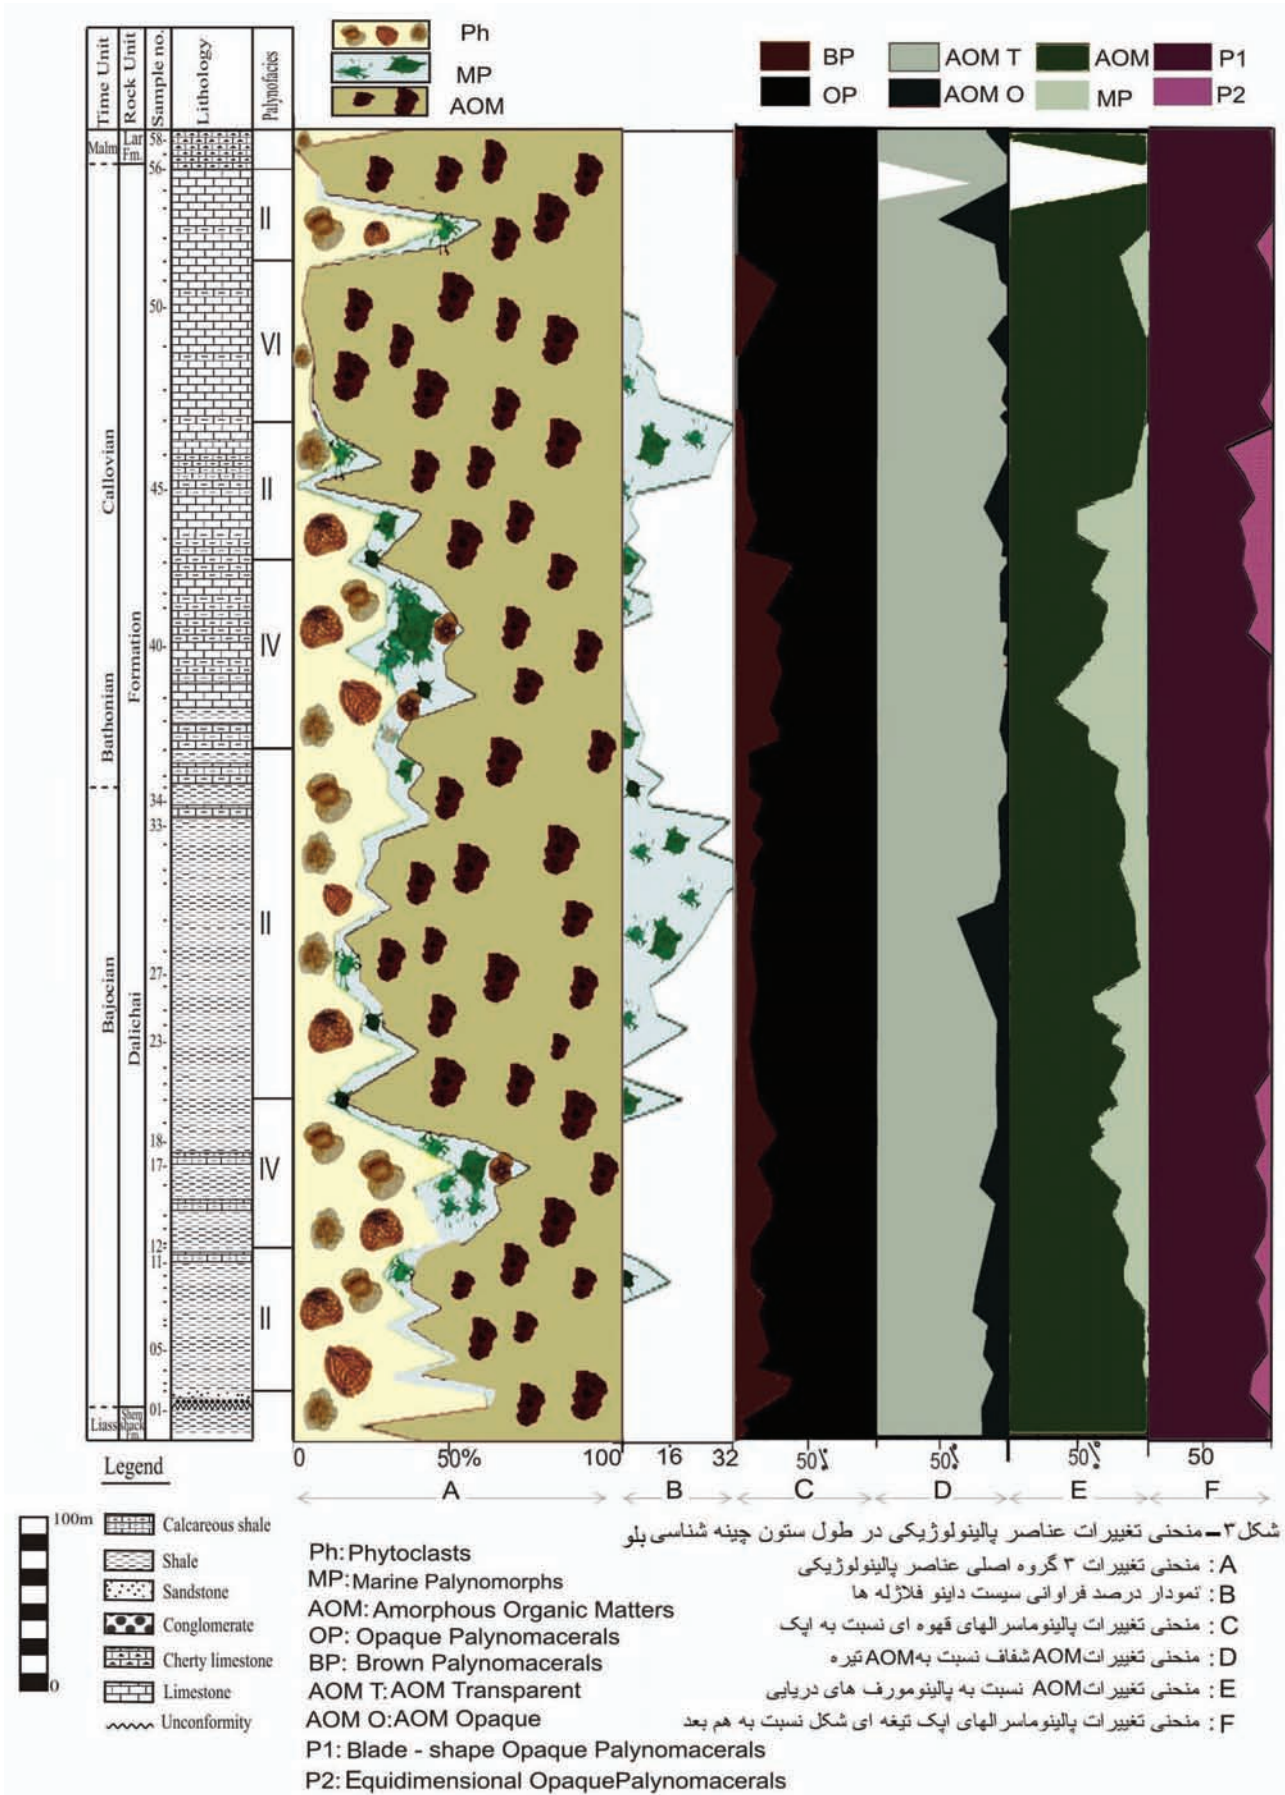 Time Unit
Rock Unit
Sample no.
Lithology
Palynofacies
Ph
MP
AOM
BP
OP
AOM T
AOM O
AOM
MP
P1
P2
Malm
Lar
Fm.
Callovian
Bathonian
Bajocian
Liass
Formation
Dalichai
Shem
shack
Fm.
58-
56-
50-
45-
40-
34-
33-
27-
23-
18-
17-
12-
11-
05-
01-
II
VI
II
IV
II
IV
II
0 50% 100 16 32 50% 50% 50% 50
A B C D E F
Legend
100m
0
Calcareous shale
Shale
Sandstone
Conglomerate
Cherty limestone
Limestone
Unconformity
Ph: Phytoclasts
MP: Marine Palynomorphs
AOM: Amorphous Organic Matters
OP: Opaque Palynomacerals
BP: Brown Palynomacerals
AOM T: AOM Transparent
AOM O: AOM Opaque
P1: Blade - shape Opaque Palynomacerals
P2: Equidimensional OpaquePalynomacerals
شکل۳- منحنی تغییرات عناصر پالینولوژیکی در طول ستون چینه شناسی بلو
A: منحنی تغییرات ۳ گروه اصلی عناصر پالینولوژیکی
B: نمودار درصد فراوانی سیست داینو فلاژله ها
C: منحنی تغییرات پالینوماسرالهای قهوه ای نسبت به اپک
D: منحنی تغییرات AOM شفاف نسبت به AOM تیره
E: منحنی تغییرات AOM نسبت به پالینومورف های دریایی
F: منحنی تغییرات پالینوماسرالهای اپک تیغه ای شکل نسبت به هم بعد